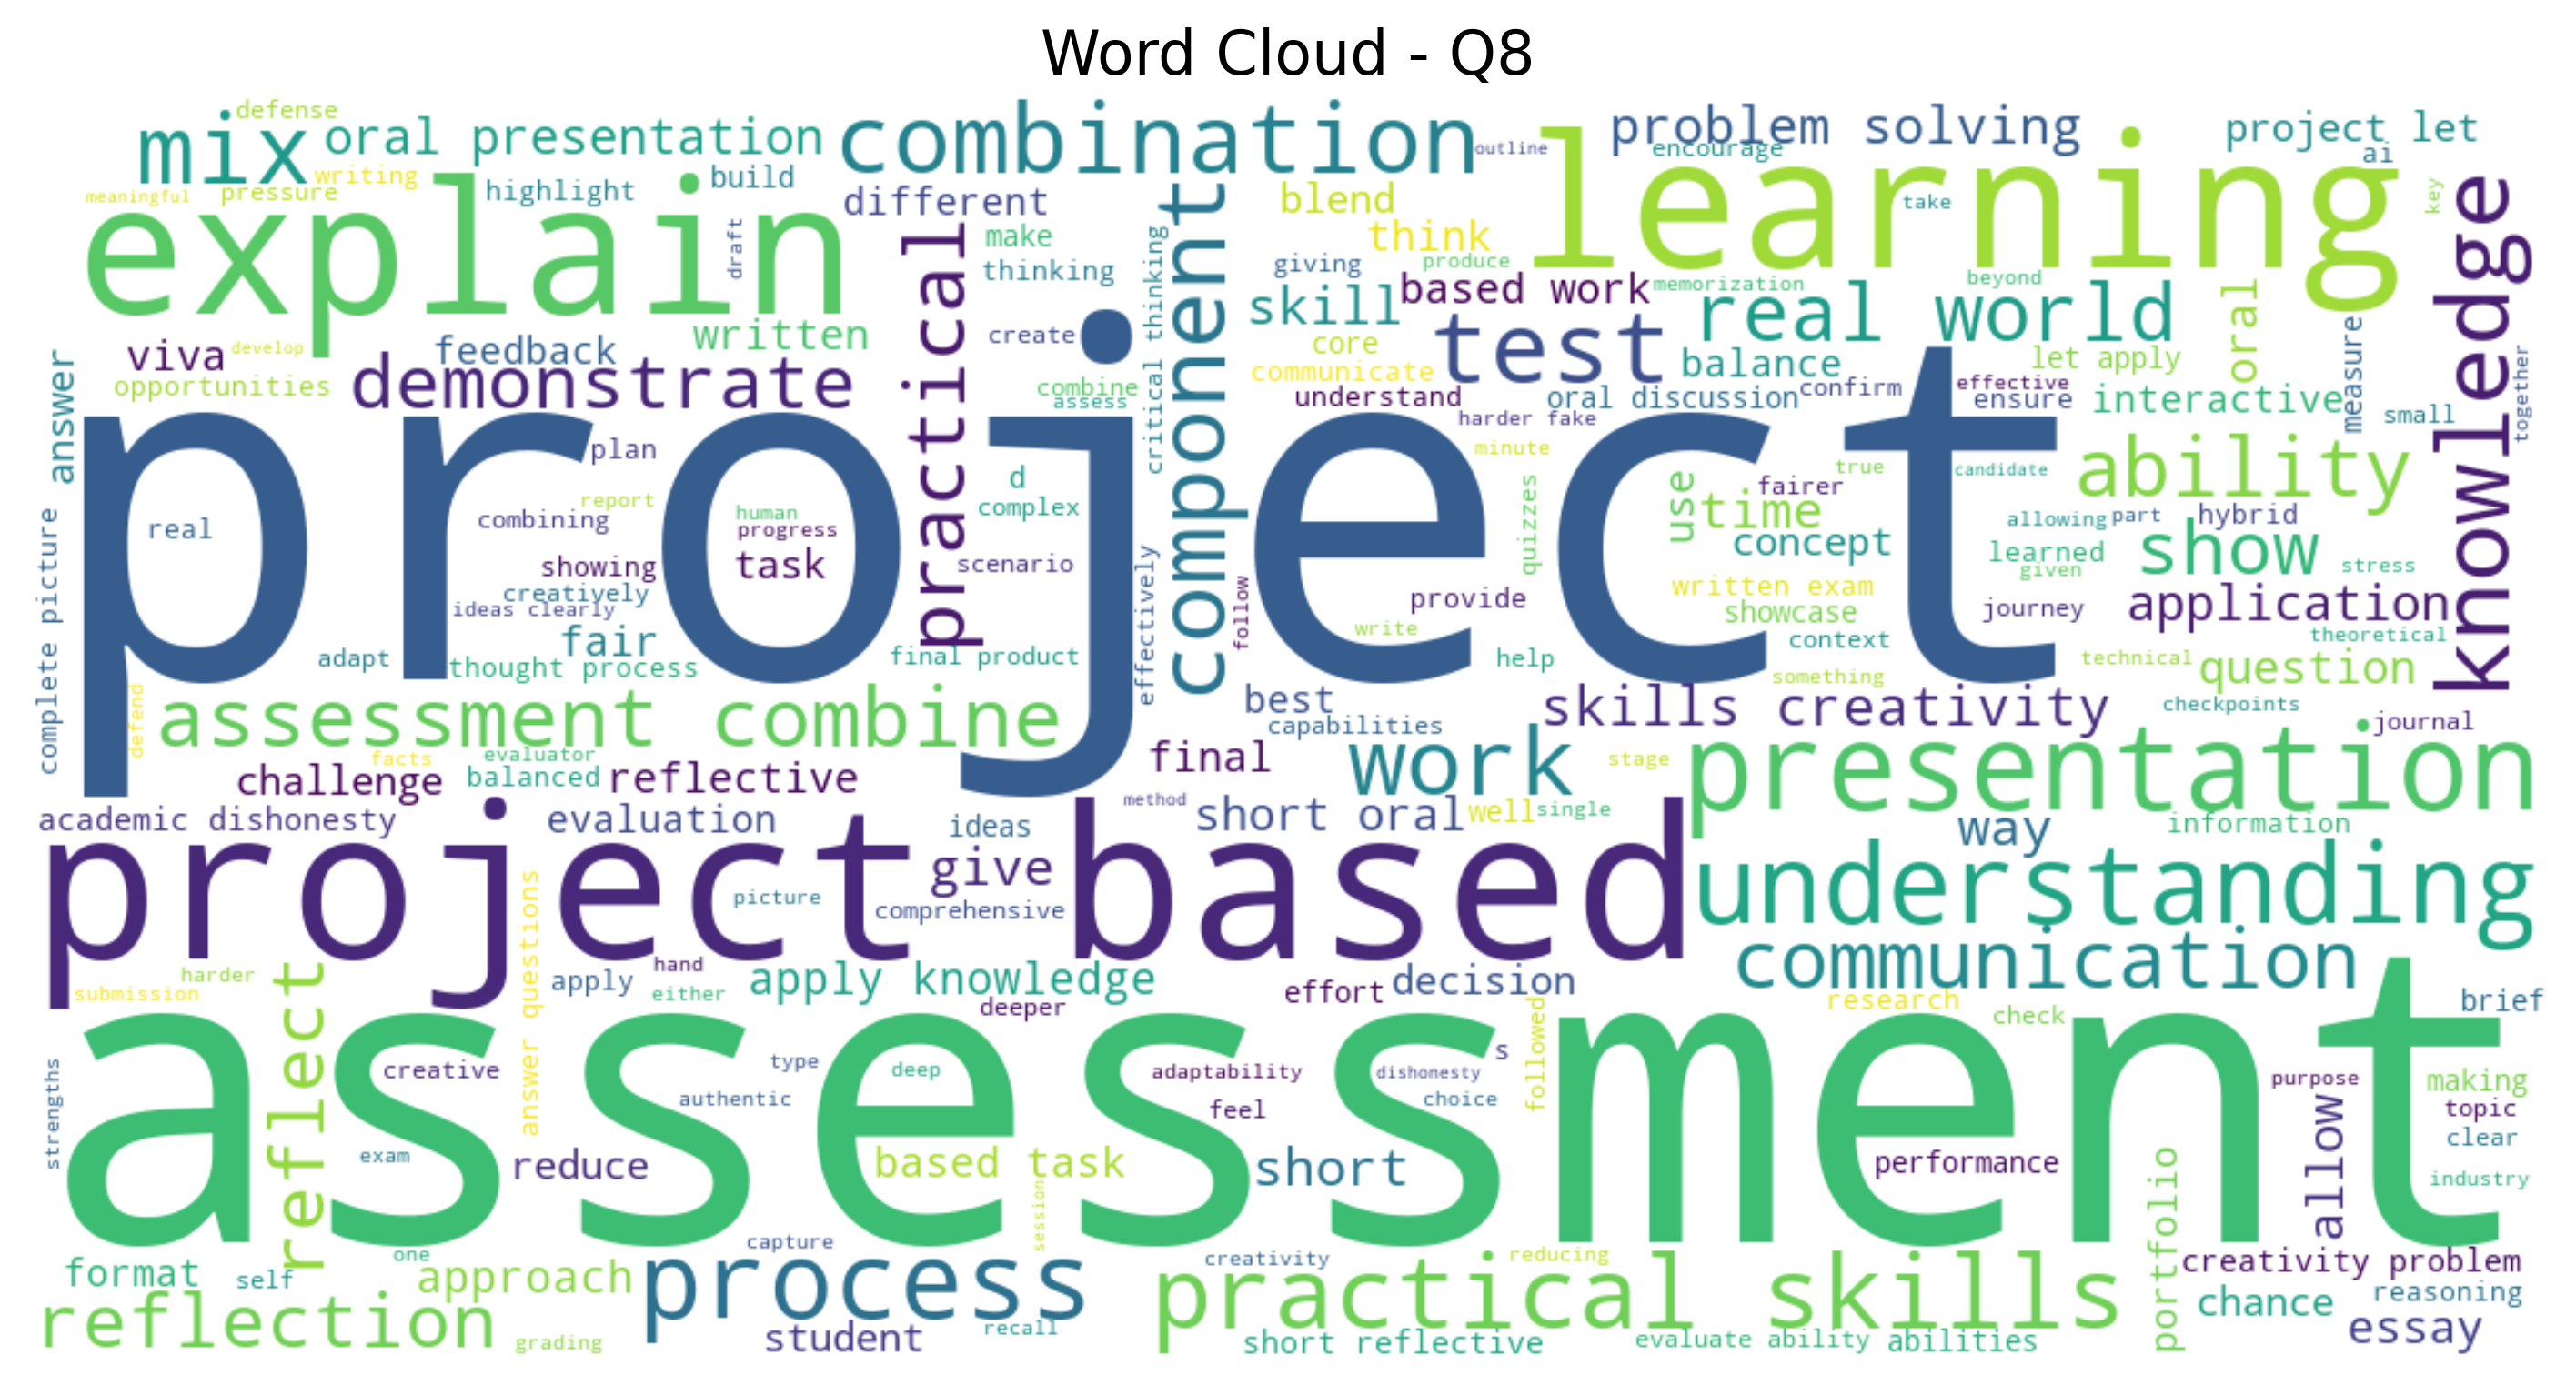 Word Cloud - Q8
defense
mix
oral presentation
combination
outline
problem solving
encourage
project let
ai
meaningful
pressure
writing
highlight
build
different
blend
learning
take
key
explain
draft
practical
make
thinking
critical thinking
component
think
giving
produce
skill
based work
memorization
beyond
real world
oral
knowledge
viva
develop
feedback
written
create
core
test
balance
let apply
measure
together
answer
opportunities
demonstrate
combine
assess
communicate
understand
oral discussion
confirm
effective
ensure
interactive
small
harder fake
project
plan
minute
true
candidate
ability
real
report
combining
human
progress
task
d
complex
scenario
quizzes
use
time
fairer
concept
allowing
part
hybrid
learned
given
show
stress
complete picture
showing
creatively
ideas clearly
fair
adapt
thought process
final product
effectively
follow
provide
write
help
written exam
showcase
context
something
journey
application
theoretical
technical
question
defend
assessment combine
best
capabilities
skills creativity
checkpoints
journal
facts
evaluator
challenge
balanced
reflective
final
work
stage
presentation
academic dishonesty
evaluation
ideas
method
short oral
well
single
way
information
project based
give
picture
comprehensive
understanding
communication
submission
harder
reflect
answer questions
apply
hand
either
apply knowledge
deeper
effort
decision
followed
research
check
brief
assessment
strengths
creative
type
authentic
deep
adaptability
feel
dishonesty
s
choice
purpose
making
topic
clear
industry
exam
reduce
based task
session
short
performance
portfolio
allow
format
self
one
approach
capture
process
creativity
reducing
practical skills
creativity problem
reasoning
chance
reflection
grading
student
recall
short reflective
evaluate ability
abilities
essay